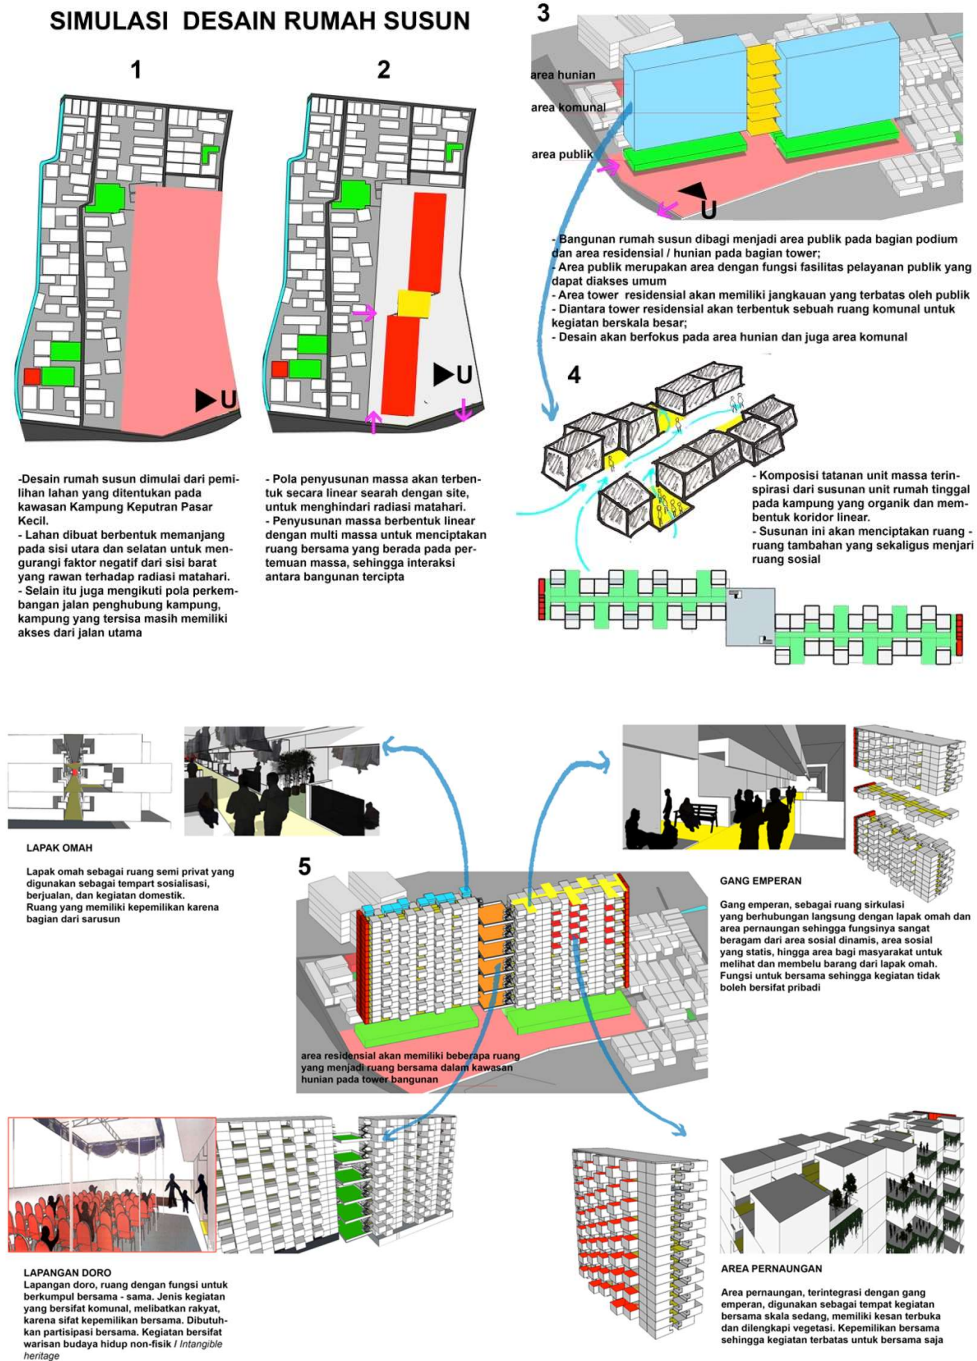 SIMULASI DESAIN RUMAH SUSUN
1
2
U
U
-Desain rumah susun dimulai dari pemi-
lihan lahan yang ditentukan pada
kawasan Kampung Keputran Pasar
Kecil.
- Lahan dibuat berbentuk memanjang
pada sisi utara dan selatan untuk men-
gurangi faktor negatif dari sisi barat
yang rawan terhadap radiasi matahari.
- Selain itu juga mengikuti pola perkem-
bangan jalan penghubung kampung,
kampung yang tersisa masih memiliki
akses dari jalan utama
- Pola penyusunan massa akan terben-
tuk secara linear searah dengan site,
untuk menghindari radiasi matahari.
- Penyusunan massa berbentuk linear
dengan multi massa untuk menciptakan
ruang bersama yang berada pada per-
temuan massa, sehingga interaksi
antara bangunan tercipta
3
area hunian
area komunal
area publik
U
- Bangunan rumah susun dibagi menjadi area publik pada bagian podium
dan area residensial / hunian pada bagian tower;
- Area publik merupakan area dengan fungsi fasilitas pelayanan publik yang
dapat diakses umum
- Area tower residensial akan memiliki jangkauan yang terbatas oleh publik
- Diantara tower residensial akan terbentuk sebuah ruang komunal untuk
kegiatan berskala besar;
- Desain akan berfokus pada area hunian dan juga area komunal
4
- Komposisi tatanan unit massa terin-
spirasi dari susunan unit rumah tinggal
pada kampung yang organik dan mem-
bentuk koridor linear.
- Susunan ini akan menciptakan ruang -
ruang tambahan yang sekaligus menjari
ruang sosial
LAPAK OMAH
Lapak omah sebagai ruang semi privat yang
digunakan sebagai tempart sosialisasi,
berjualan, dan kegiatan domestik.
Ruang yang memiliki kepemilikan karena
bagian dari sarusun
5
area residensial akan memiliki beberapa ruang
yang menjadi ruang bersama dalam kawasan
hunian pada tower bangunan
GANG EMPERAN
Gang emperan, sebagai ruang sirkulasi
yang berhubungan langsung dengan lapak omah dan
area pernaungan sehingga fungsinya sangat
beragam dari area sosial dinamis, area sosial
yang statis, hingga area bagi masyarakat untuk
melihat dan membelu barang dari lapak omah.
Fungsi untuk bersama sehingga kegiatan tidak
boleh bersifat pribadi
LAPANGAN DORO
Lapangan doro, ruang dengan fungsi untuk
berkumpul bersama - sama. Jenis kegiatan
yang bersifat komunal, melibatkan rakyat,
karena sifat kepemilikan bersama. Dibutuh-
kan partisipasi bersama. Kegiatan bersifat
warisan budaya hidup non-fisik / Intangible
heritage
AREA PERNAUNGAN
Area pernaungan, terintegrasi dengan gang
emperan, digunakan sebagai tempat kegiatan
bersama skala sedang, memiliki kesan terbuka
dan dilengkapi vegetasi. Kepemilikan bersama
sehingga kegiatan terbatas untuk bersama saja